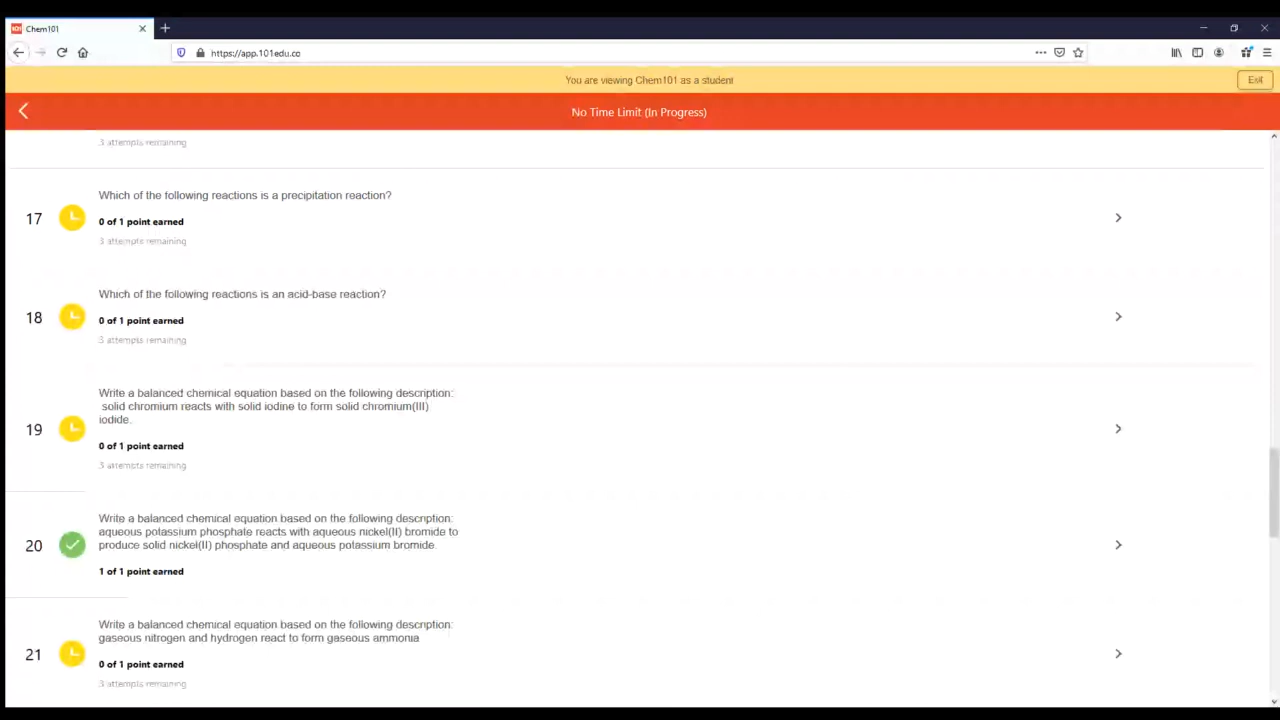 Chem101
https://app.101edu.co
You are viewing Chem101 as a student
Exit
No Time Limit (In Progress)
3 attempts remaining
17
Which of the following reactions is a precipitation reaction?
0 of 1 point earned
3 attempts remaining
18
Which of the following reactions is an acid-base reaction?
0 of 1 point earned
3 attempts remaining
19
Write a balanced chemical equation based on the following description:
solid chromium reacts with solid iodine to form solid chromium(III)
iodide.
0 of 1 point earned
3 attempts remaining
20
Write a balanced chemical equation based on the following description:
aqueous potassium phosphate reacts with aqueous nickel(II) bromide to
produce solid nickel(II) phosphate and aqueous potassium bromide.
1 of 1 point earned
21
Write a balanced chemical equation based on the following description:
gaseous nitrogen and hydrogen react to form gaseous ammonia
0 of 1 point earned
3 attempts remaining